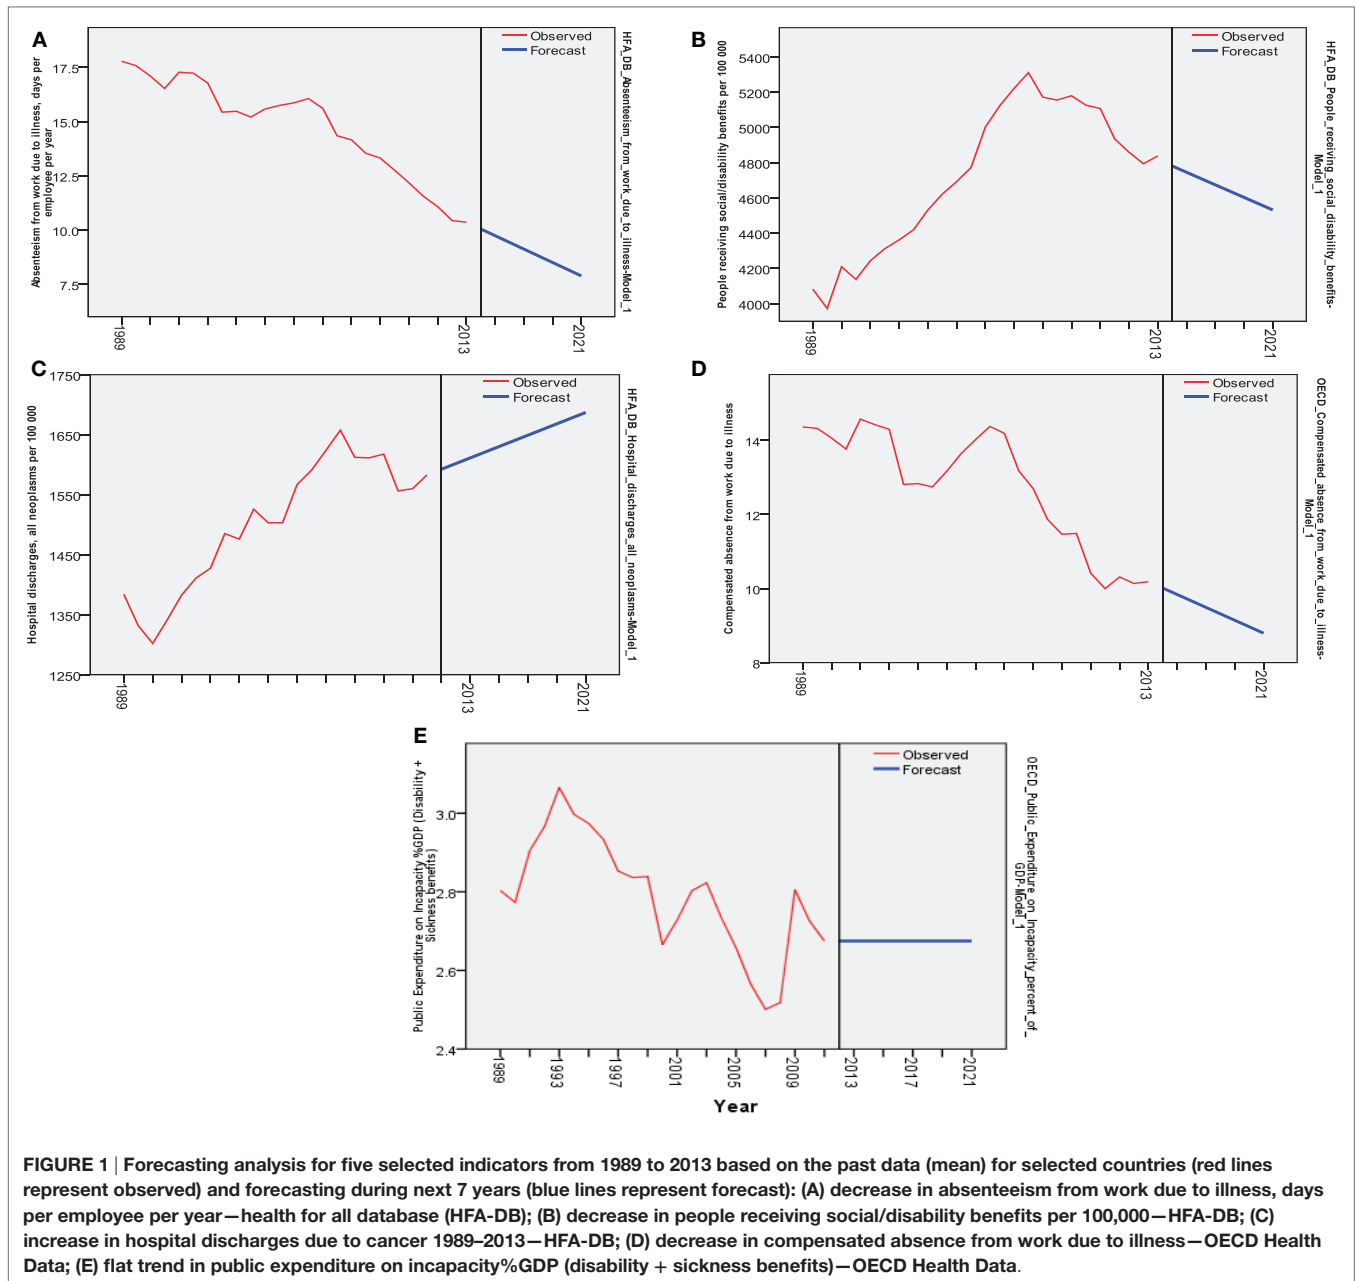 A
Observed
Forecast
17.5
15.0
12.5
10.0
7.5
Absenteeism from work due to illness, days per
employee per year
HFA_DB_Absenteeism_from_work_due_to_illness-Model_1
1989
2013
2021
B
Observed
Forecast
5400
5200
5000
4800
4600
4400
4200
4000
People receiving social/disability benefits per 100 000
HFA_DB_People_receiving_social_disability_benefits-
Model_1
1989
2013
2021
C
Observed
Forecast
1750
1650
1550
1450
1350
1250
Hospittal discharges, all neoplasms per 100 000
HFA_DB_Hospital_discharges_all_neoplasms-Model_1
1989
2013
2021
D
Observed
Forecast
14
12
10
8
Compensated absence from work due to illness
OECD_Compensated_absence_from_work_due_to_illness-
Model_1
1989
2013
2021
E
Observed
Forecast
3.0
2.8
2.6
2.4
Public Expenditure on Incapacity %GDP (Disability +
Sickness benefits)
OECD_Public_Expenditure_on_Incapacity_percent_of_
GDP-Model_1
1989
1993
1997
2001
2005
2009
2013
2017
2021
Year
FIGURE 1 | Forecasting analysis for five selected indicators from 1989 to 2013 based on the past data (mean) for selected countries (red lines
represent observed) and forecasting during next 7 years (blue lines represent forecast): (A) decrease in absenteeism from work due to illness, days
per employee per year—health for all database (HFA-DB); (B) decrease in people receiving social/disability benefits per 100,000—HFA-DB; (C)
increase in hospital discharges due to cancer 1989–2013—HFA-DB; (D) decrease in compensated absence from work due to illness—OECD Health
Data; (E) flat trend in public expenditure on incapacity%GDP (disability + sickness benefits)—OECD Health Data.